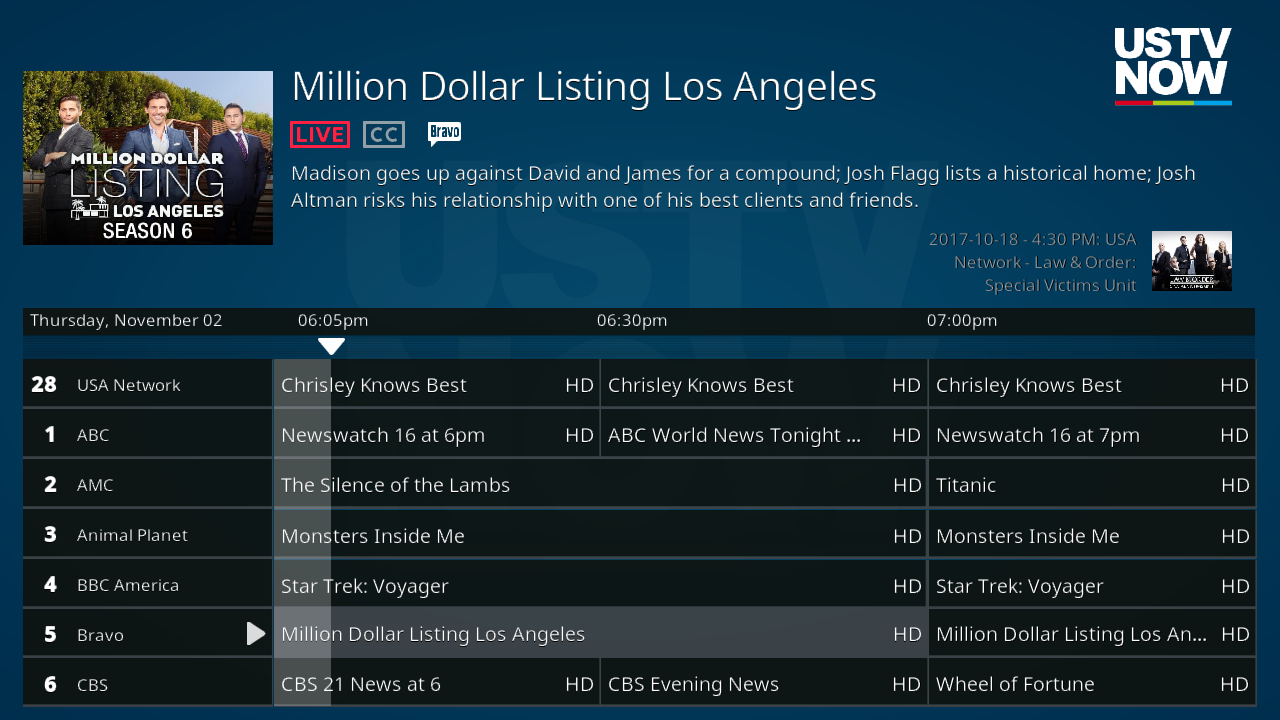 USTV
NOW
Million Dollar Listing Los Angeles
MILLION DOLLAR
LISTING
LOS ANGELES
SEASON 6
LIVE CC Bravo
Madison goes up against David and James for a compound; Josh Flagg lists a historical home; Josh
Altman risks his relationship with one of his best clients and friends.
2017-10-18 - 4:30 PM: USA
Network - Law & Order:
Special Victims Unit
Thursday, November 02 06:05pm 06:30pm 07:00pm
28 USA Network Chrisley Knows Best HD Chrisley Knows Best HD Chrisley Knows Best HD
1 ABC Newswatch 16 at 6pm HD ABC World News Tonight ... HD Newswatch 16 at 7pm HD
2 AMC The Silence of the Lambs HD Titanic HD
3 Animal Planet Monsters Inside Me HD Monsters Inside Me HD
4 BBC America Star Trek: Voyager HD Star Trek: Voyager HD
5 Bravo Million Dollar Listing Los Angeles HD Million Dollar Listing Los An... HD
6 CBS CBS 21 News at 6 HD CBS Evening News HD Wheel of Fortune HD